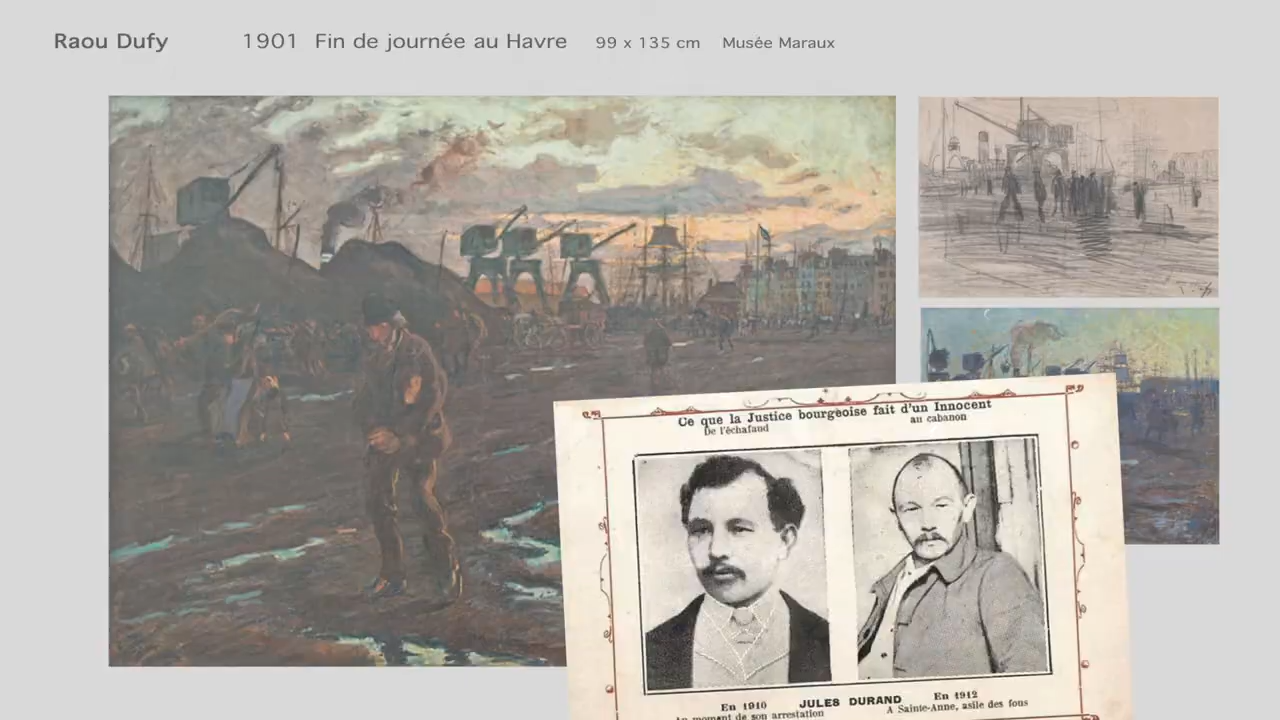 Raou Dufy 1901 Fin de journée au Havre 99 x 135 cm Musée Maraux
Ce que la Justice bourgeoise fait d'un Innocent
De l'échafaud au cabanon
En 1910 JULES DURAND En 1912
Au moment de son arrestation A Sainte-Anne, asile des fous